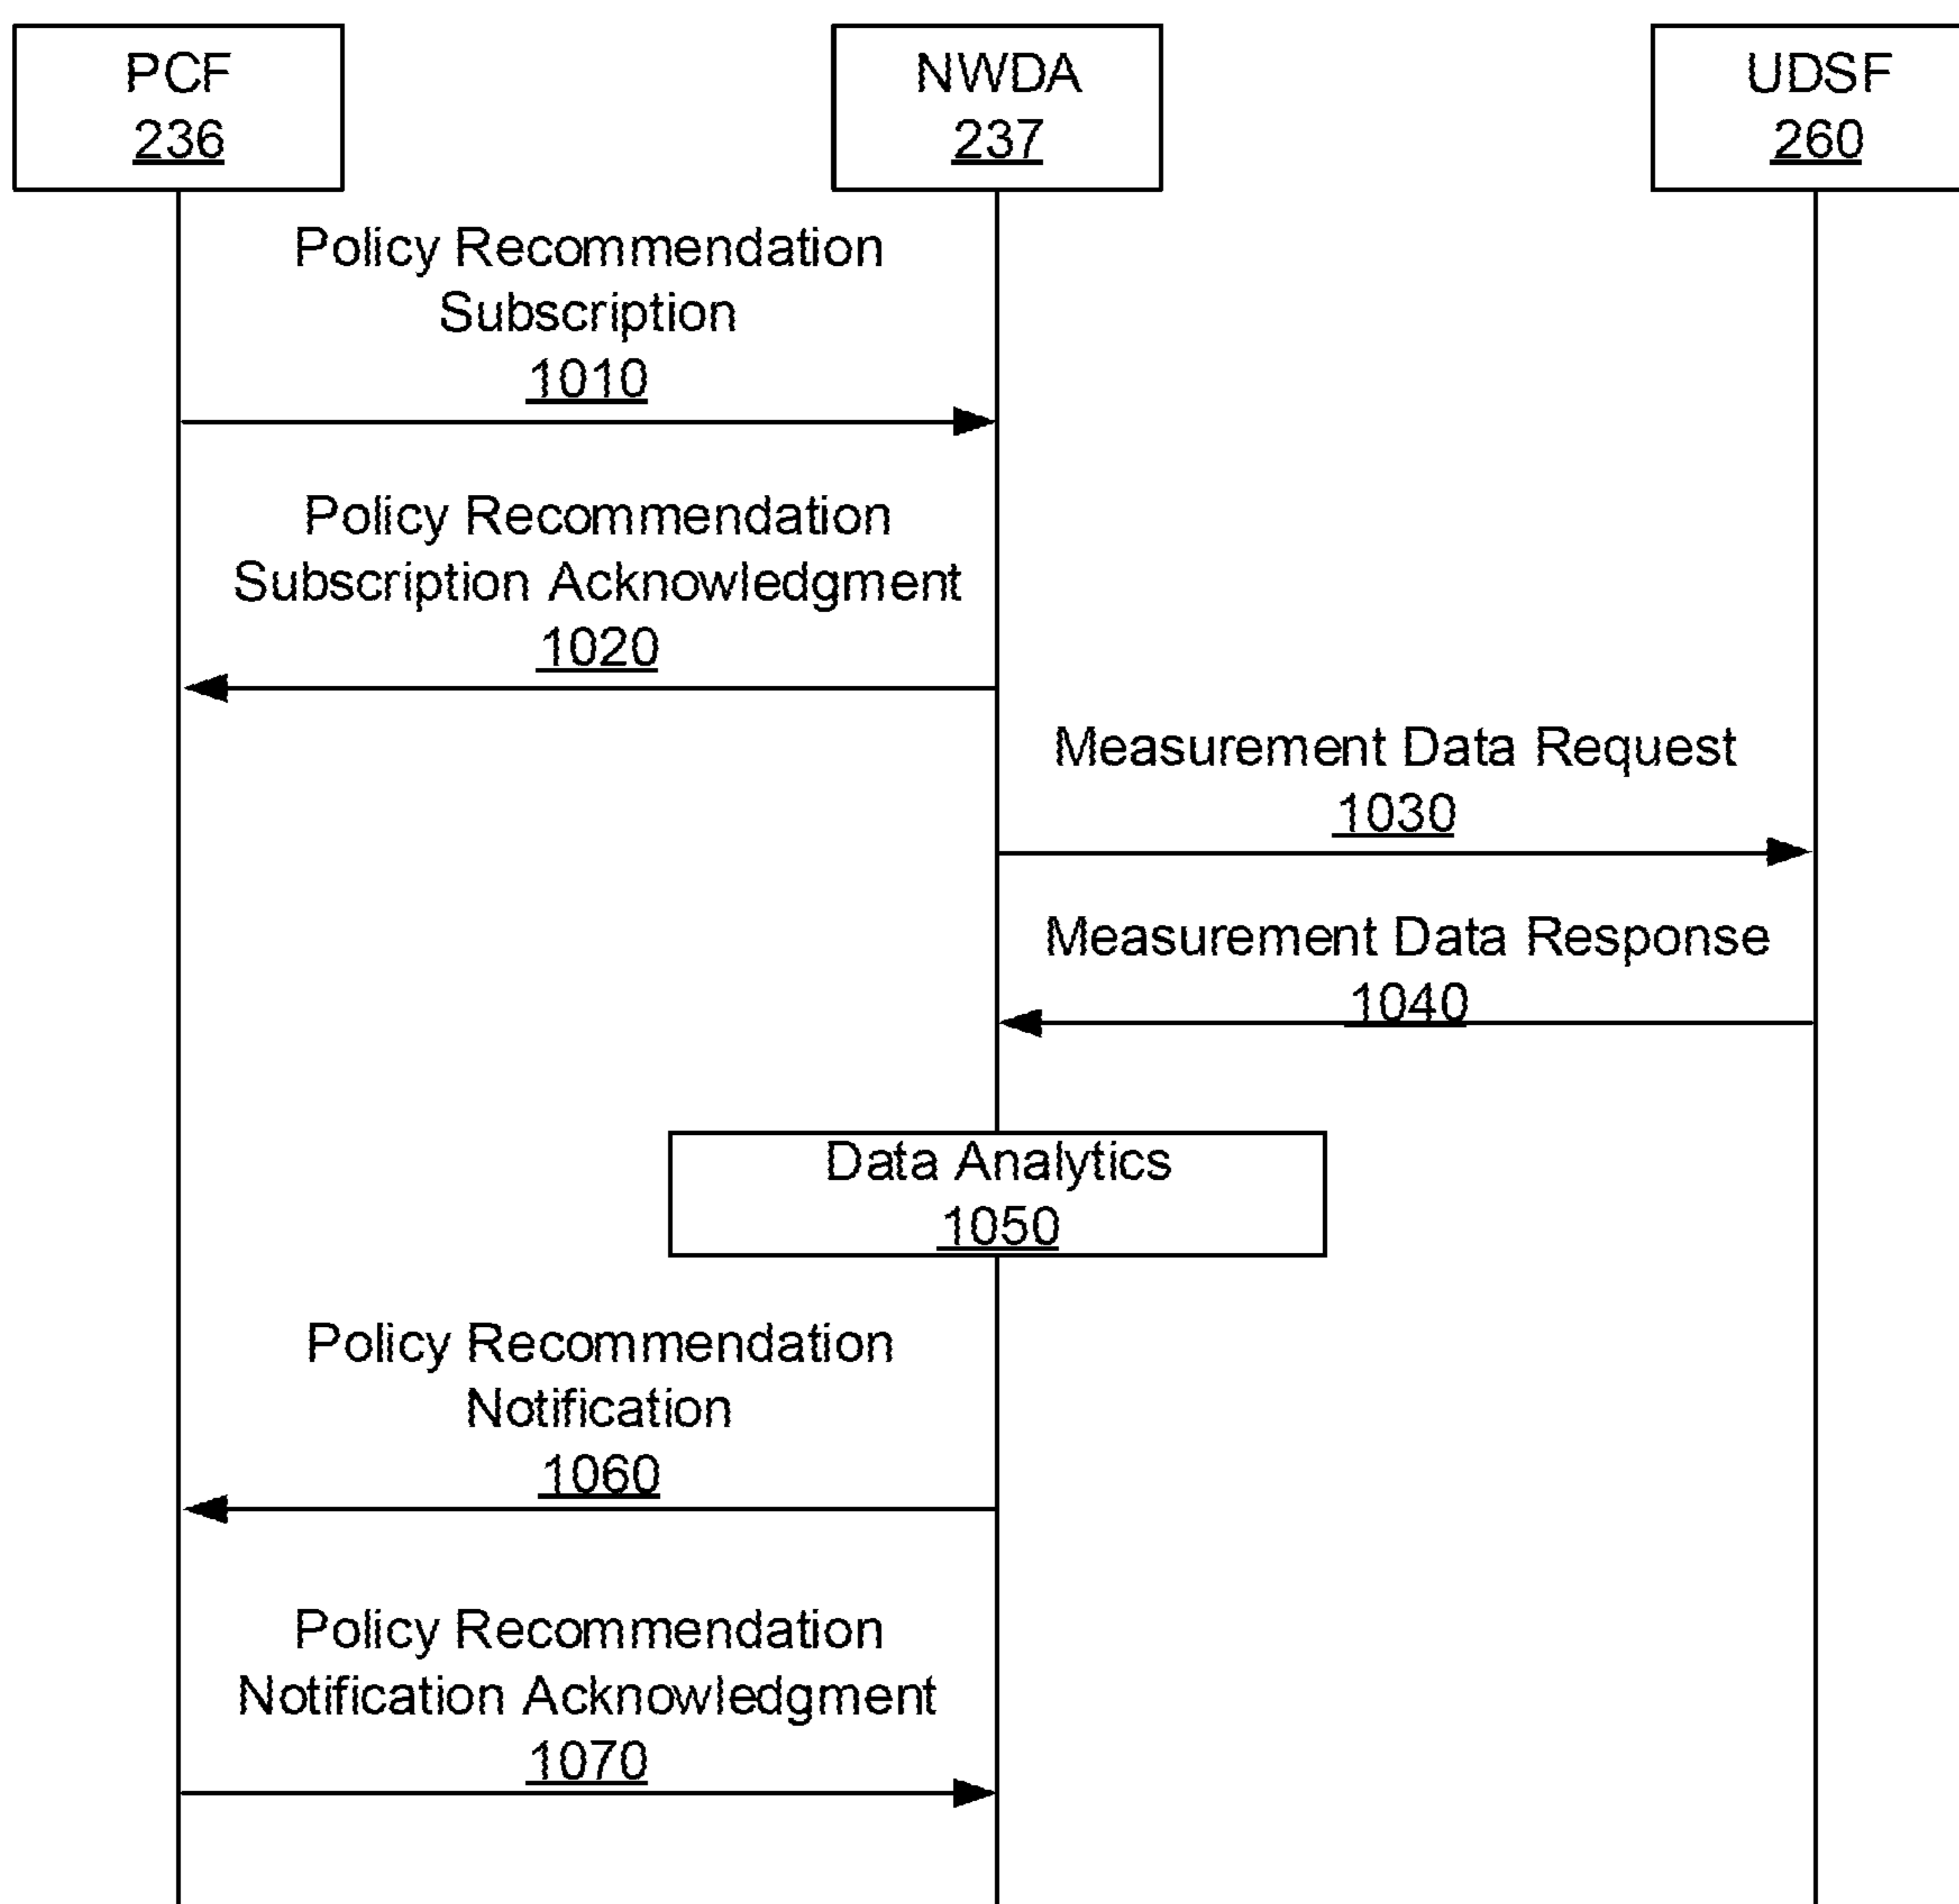 PCF
236
NWDA
237
UDSF
260
Policy Recommendation
Subscription
1010
Policy Recommendation
Subscription Acknowledgment
1020
Measurement Data Request
1030
Measurement Data Response
1040
Data Analytics
1050
Policy Recommendation
Notification
1060
Policy Recommendation
Notification Acknowledgment
1070